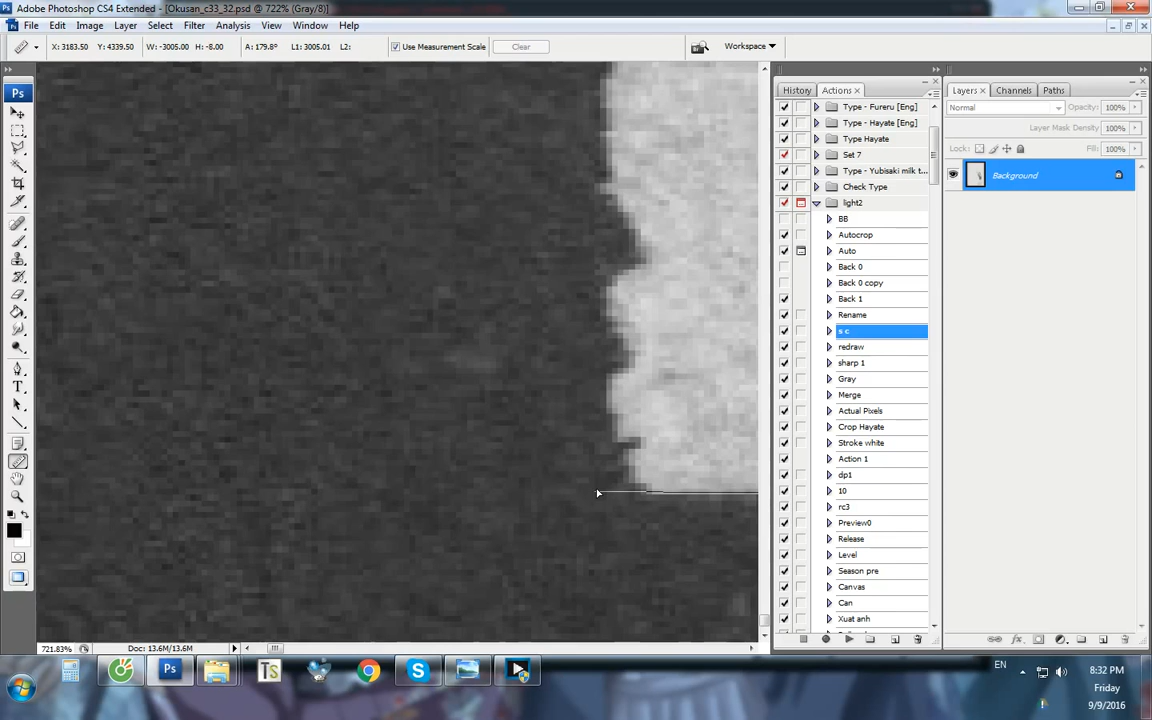 Ps Adobe Photoshop CS4 Extended - [Okusan_c33_32.psd @ 722% (Gray/8)]
File Edit Image Layer Select Filter Analysis View Window Help
X: 3183.50 Y: 4339.50 W: -3005.00 H: -8.00 A: 179.8° L1: 3005.01 L2: Use Measurement Scale Clear Workspace
History Actions
Layers Channels Paths
Type - Fureru [Eng]
Type - Hayate [Eng]
Type Hayate
Set 7
Type - Yubisaki milk t...
Check Type
light2
BB
Autocrop
Auto
Back 0
Back 0 copy
Back 1
Rename
s c
redraw
sharp 1
Gray
Merge
Actual Pixels
Crop Hayate
Stroke white
Action 1
dp1
10
rc3
Preview0
Release
Level
Season pre
Canvas
Can
Xuat anh
Normal Opacity: 100%
Layer Mask Density: 100%
Lock: Fill: 100%
Background
Ps
T
fx
721.83% Doc: 13.6M/13.6M
Ps TS S
EN
8:32 PM
Friday
9/9/2016